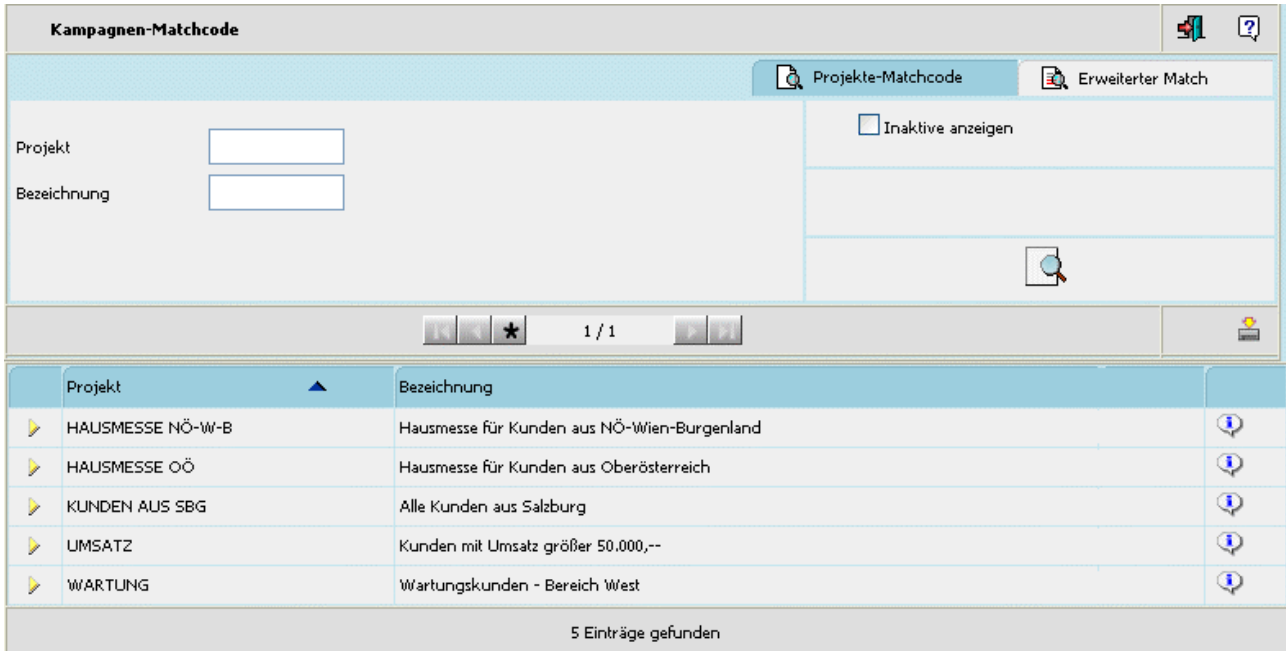 Kampagnen-Matchcode
Projekte-Matchcode
Erweiterter Match
Projekt
Inaktive anzeigen
Bezeichnung
1 / 1
Projekt Bezeichnung
HAUSMESSE NÖ-W-B Hausmesse für Kunden aus NÖ-Wien-Burgenland
HAUSMESSE OÖ Hausmesse für Kunden aus Oberösterreich
KUNDEN AUS SBG Alle Kunden aus Salzburg
UMSATZ Kunden mit Umsatz größer 50.000,--
WARTUNG Wartungskunden - Bereich West
5 Einträge gefunden